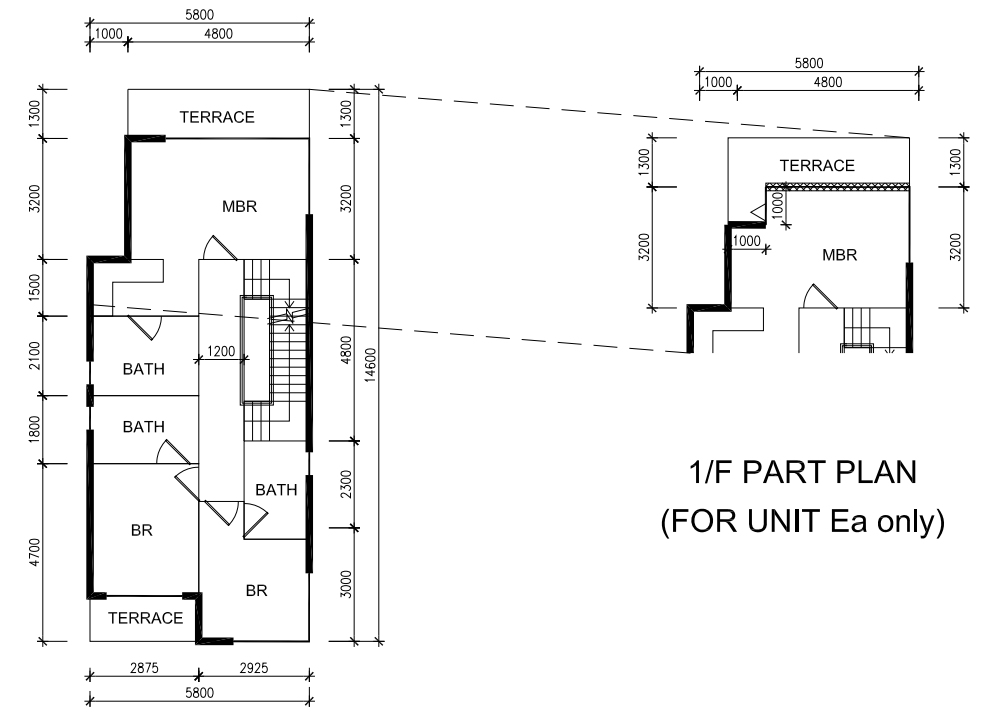 5800
1000
4800
5800
1000
4800
1300
1300
TERRACE
1300
1300
TERRACE
3200
MBR
3200
1000
3200
1000
MBR
3200
1500
2100
BATH
1200
4800
14600
1800
BATH
2300
BATH
4700
BR
BR
3000
TERRACE
2875
2925
5800
1/F PART PLAN
(FOR UNIT Ea only)